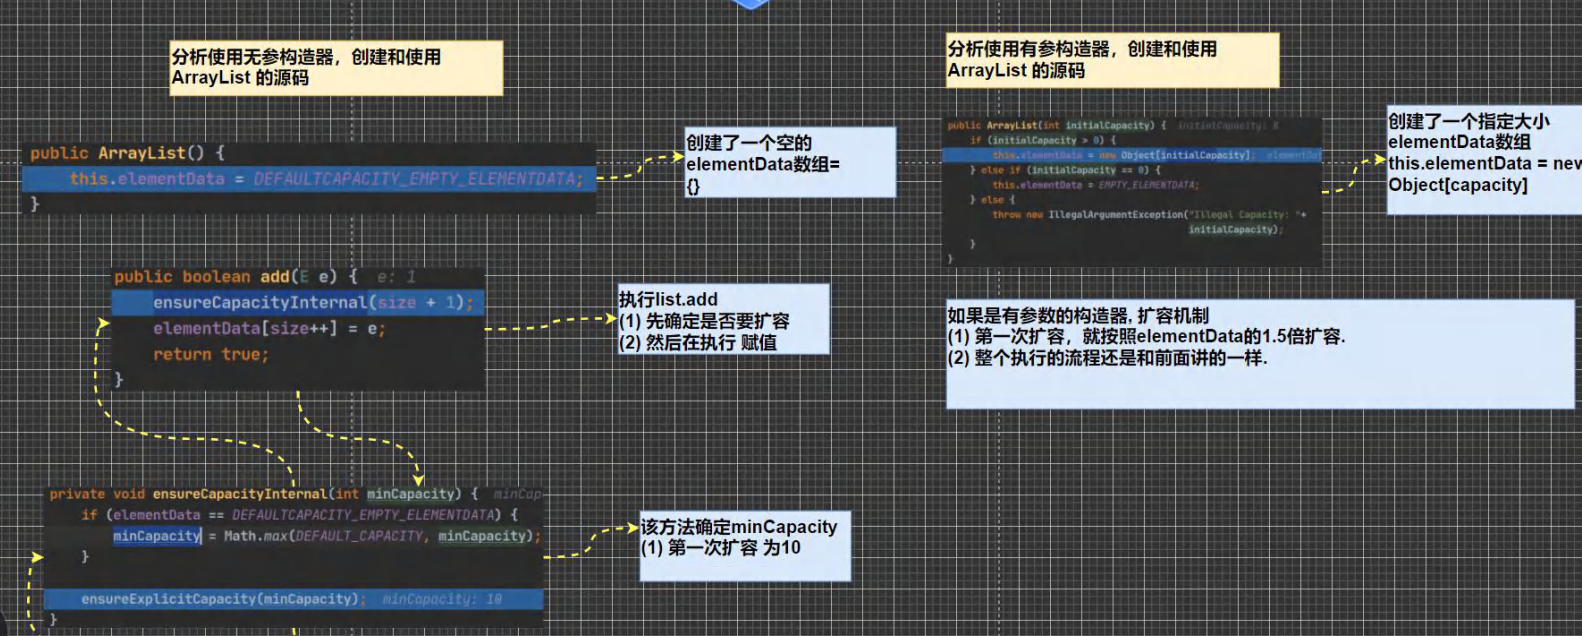 分析使用无参构造器，创建和使用
ArrayList 的源码
public ArrayList() {
this.elementData = DEFAULTCAPACITY_EMPTY_ELEMENTDATA;
}
创建了一个空的
elementData数组=
{}
public boolean add(E e) {  e: 1
ensureCapacityInternal(size + 1);
elementData[size++] = e;
return true;
}
执行list.add
(1) 先确定是否要扩容
(2) 然后在执行 赋值
private void ensureCapacityInternal(int minCapacity) {  minCap
if (elementData == DEFAULTCAPACITY_EMPTY_ELEMENTDATA) {
minCapacity = Math.max(DEFAULT_CAPACITY, minCapacity);
}
ensureExplicitCapacity(minCapacity);  minCapacity: 10
}
该方法确定minCapacity
(1) 第一次扩容 为10
分析使用有参构造器，创建和使用
ArrayList 的源码
public ArrayList(int initialCapacity) {  initialCapacity: 8
if (initialCapacity > 0) {
this.elementData = new Object[initialCapacity];  elementDat
} else if (initialCapacity == 0) {
this.elementData = EMPTY_ELEMENTDATA;
} else {
throw new IllegalArgumentException("Illegal Capacity: "+
initialCapacity);
}
}
创建了一个指定大小
elementData数组
this.elementData = new
Object[capacity]
如果是有参数的构造器, 扩容机制
(1) 第一次扩容，就按照elementData的1.5倍扩容.
(2) 整个执行的流程还是和前面讲的一样.